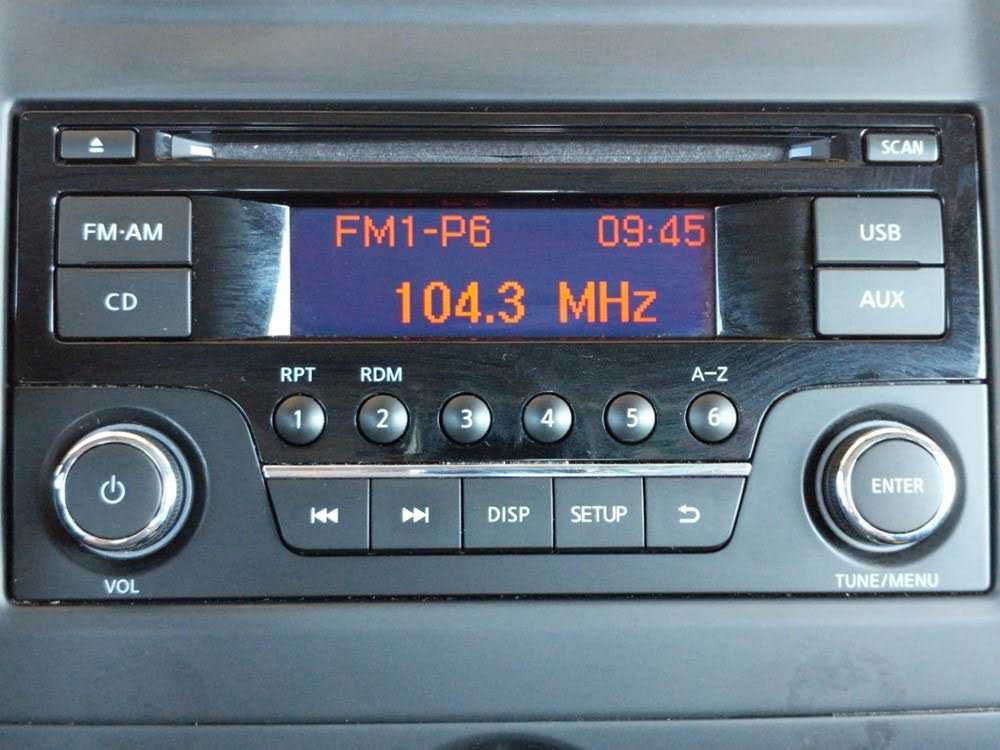 SCAN
FM·AM
FM1-P6 09:45
USB
CD
104.3 MHz
AUX
RPT RDM A-Z
1 2 3 4 5 6
ENTER
DISP SETUP
VOL
TUNE/MENU